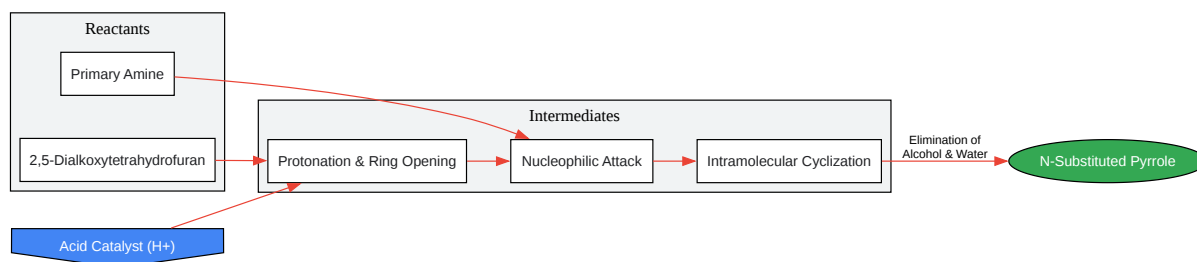 Reactants
Primary Amine
2,5-Dialkoxytetrahydrofuran
Acid Catalyst (H+)
Intermediates
Protonation & Ring Opening
Nucleophilic Attack
Intramolecular Cyclization
Elimination of
Alcohol & Water
N-Substituted Pyrrole